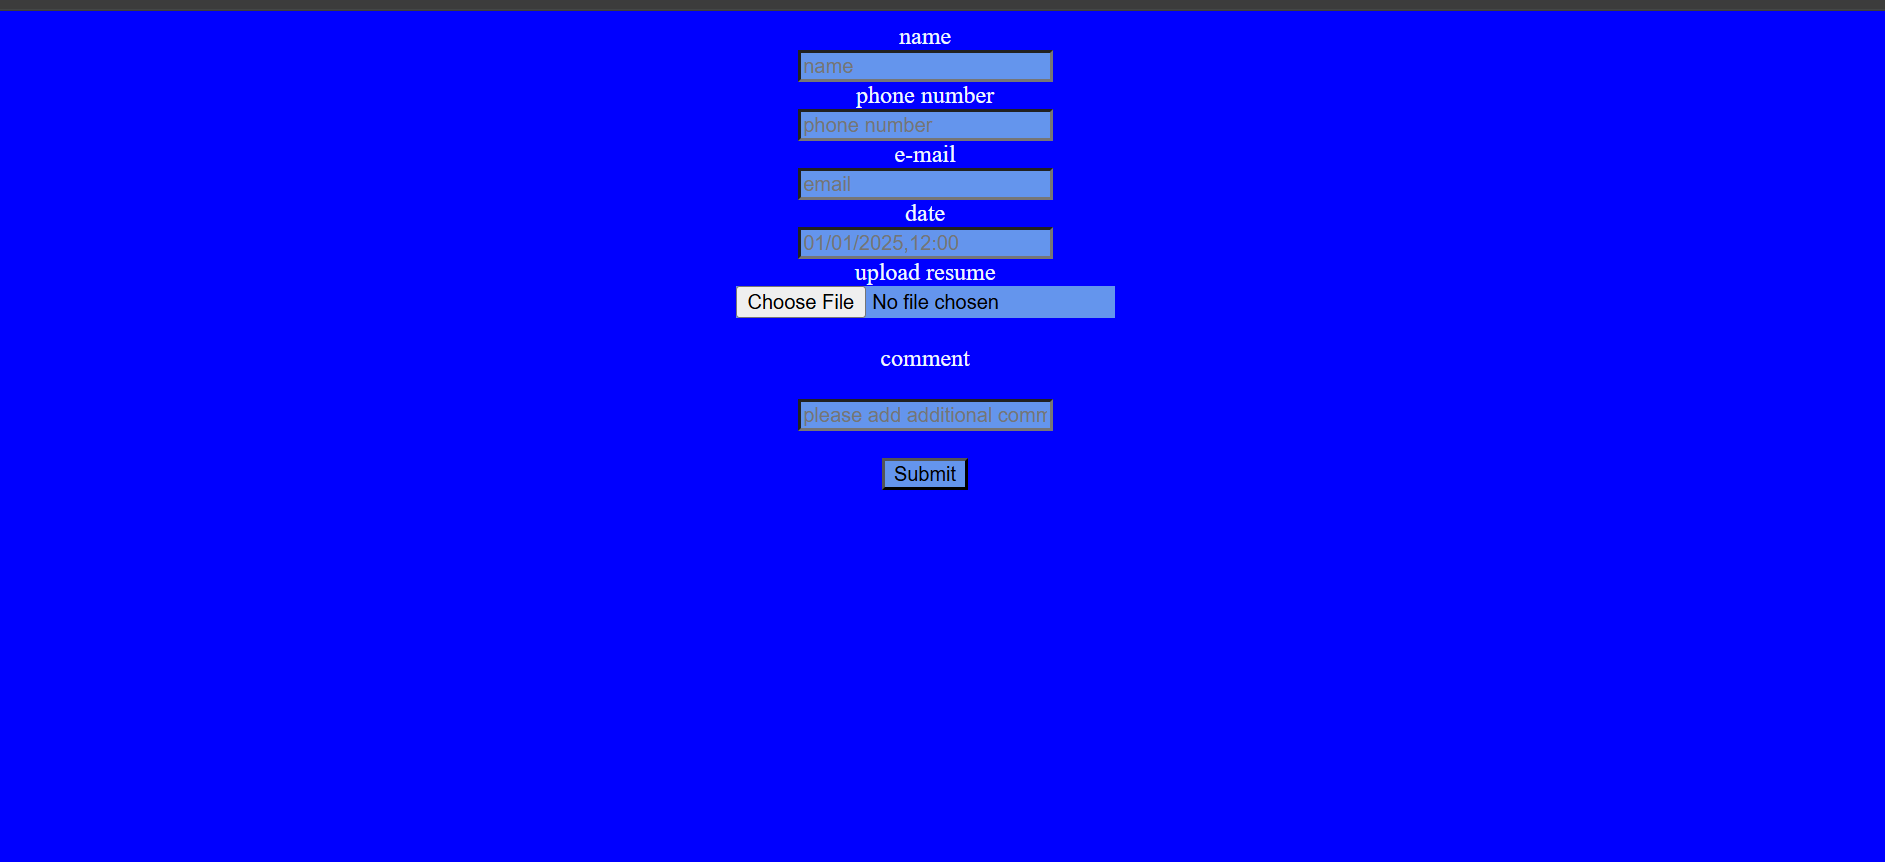 name
name
phone number
phone number
e-mail
email
date
01/01/2025,12:00
upload resume
Choose File No file chosen
comment
please add additional comm
Submit